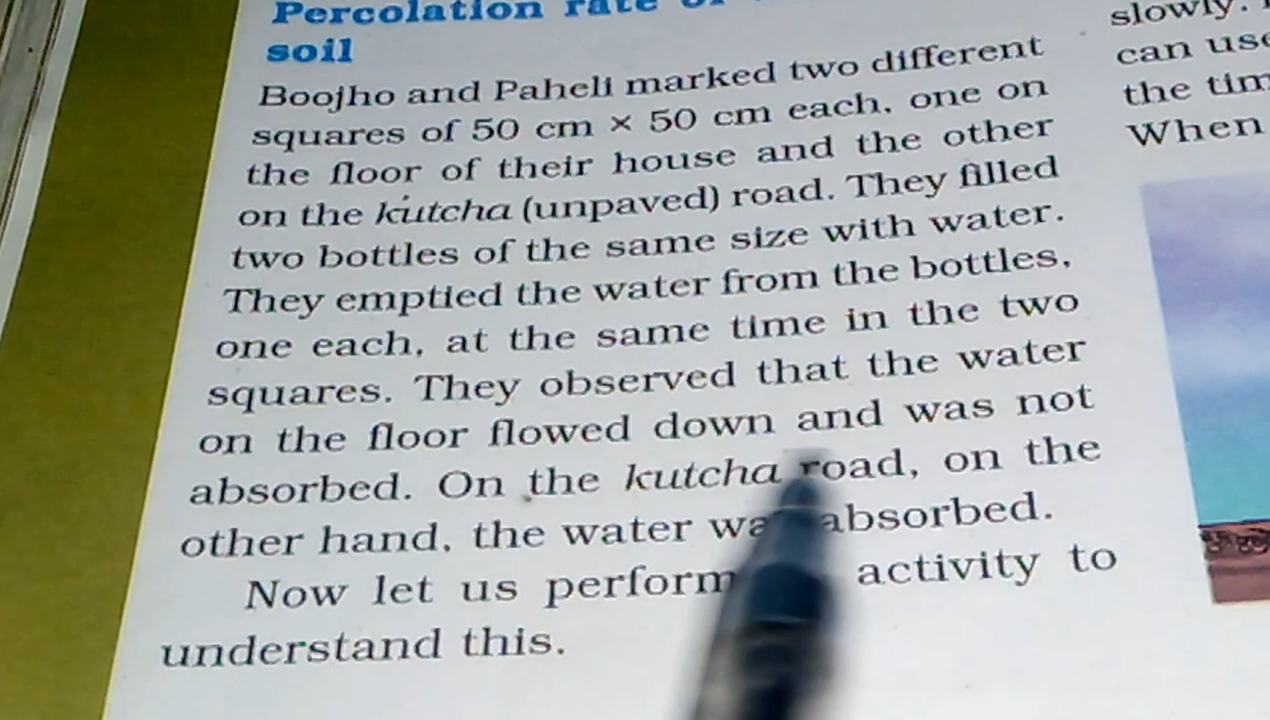 Percolation rate
soil
Boojho and Paheli marked two different
squares of 50 cm × 50 cm each, one on
the floor of their house and the other
on the kutcha (unpaved) road. They filled
two bottles of the same size with water.
They emptied the water from the bottles,
one each, at the same time in the two
squares. They observed that the water
on the floor flowed down and was not
absorbed. On the kutcha road, on the
other hand, the water absorbed.
Now let us perform activity to
understand this.
slowly.
can
the
When